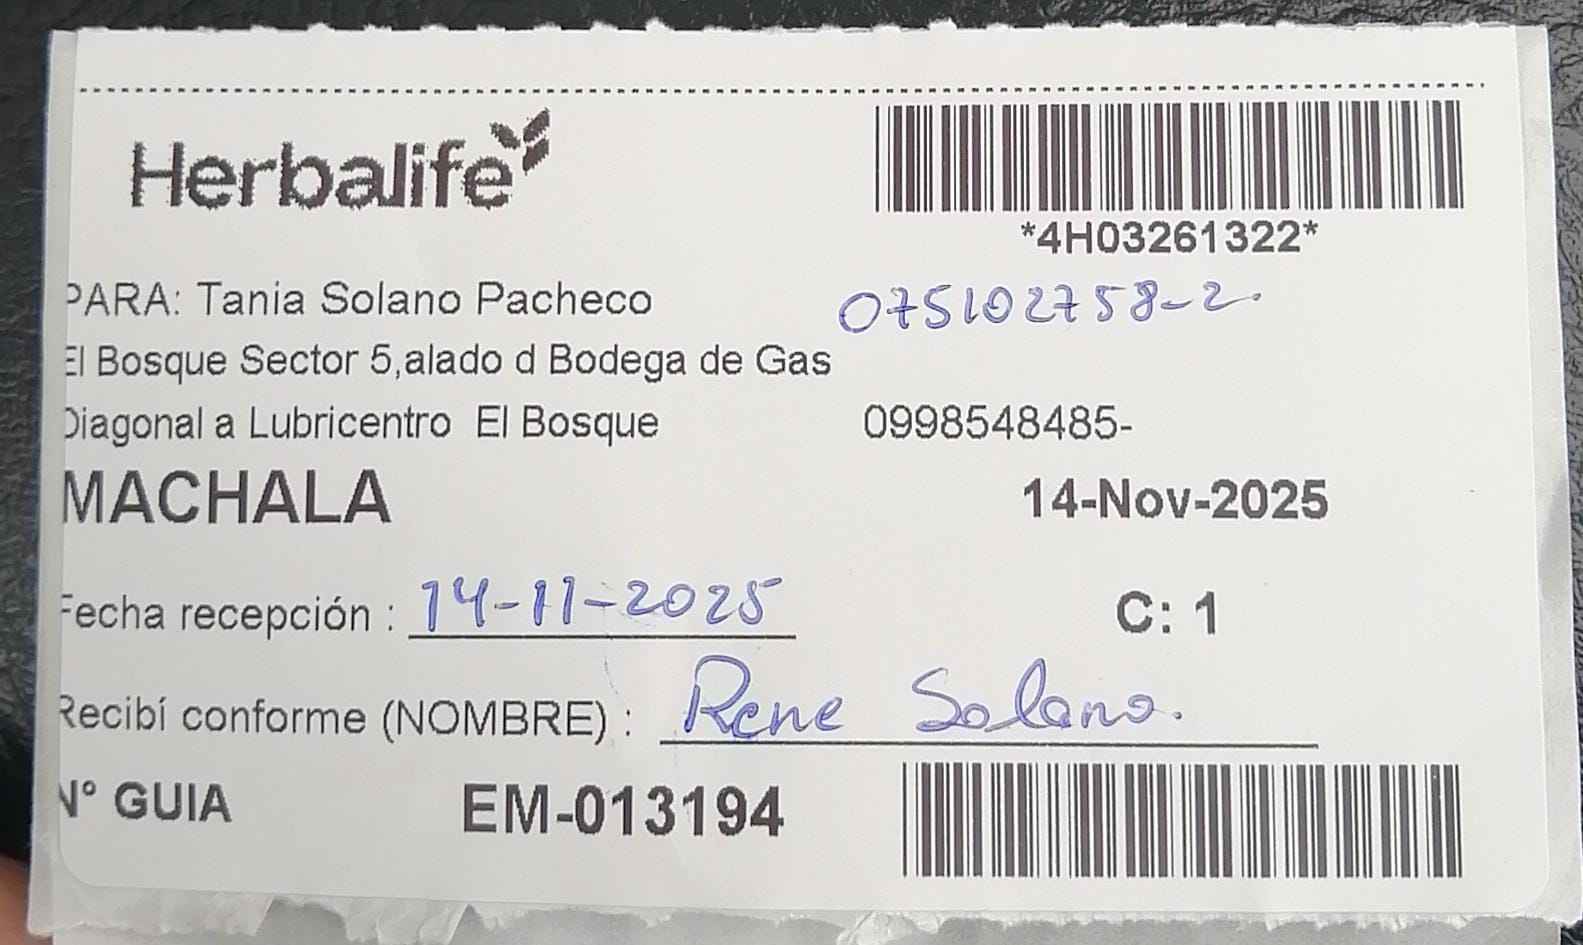 Herbalife
*4H03261322*
PARA: Tania Solano Pacheco 075102758-2.
El Bosque Sector 5,alado d Bodega de Gas
Diagonal a Lubricentro El Bosque 0998548485-
MACHALA 14-Nov-2025
Fecha recepción : 14-11-2025 C: 1
Recibí conforme (NOMBRE) : Rene Solano.
N° GUIA EM-013194